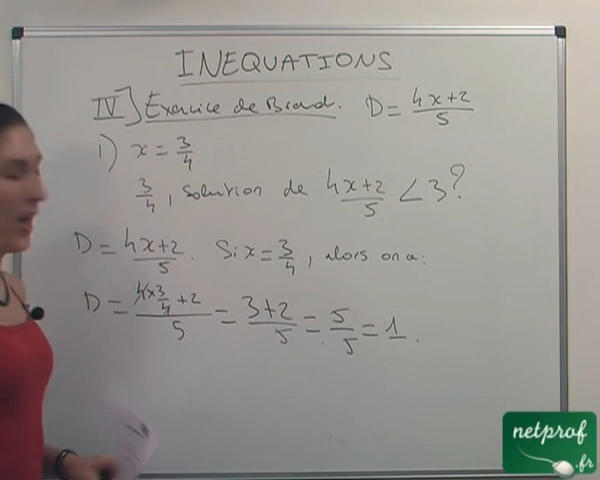 INEQUATIONS
IV] Exercice de Brand. D = (4x+2)/5
1) x = 3/4
3/4, solution de (4x+2)/5 < 3 ?
D = (4x+2)/5. Si x = 3/4, alors on a:
D = (4×3/4 + 2)/5 = (3+2)/5 = 5/5 = 1.
netprof
.fr